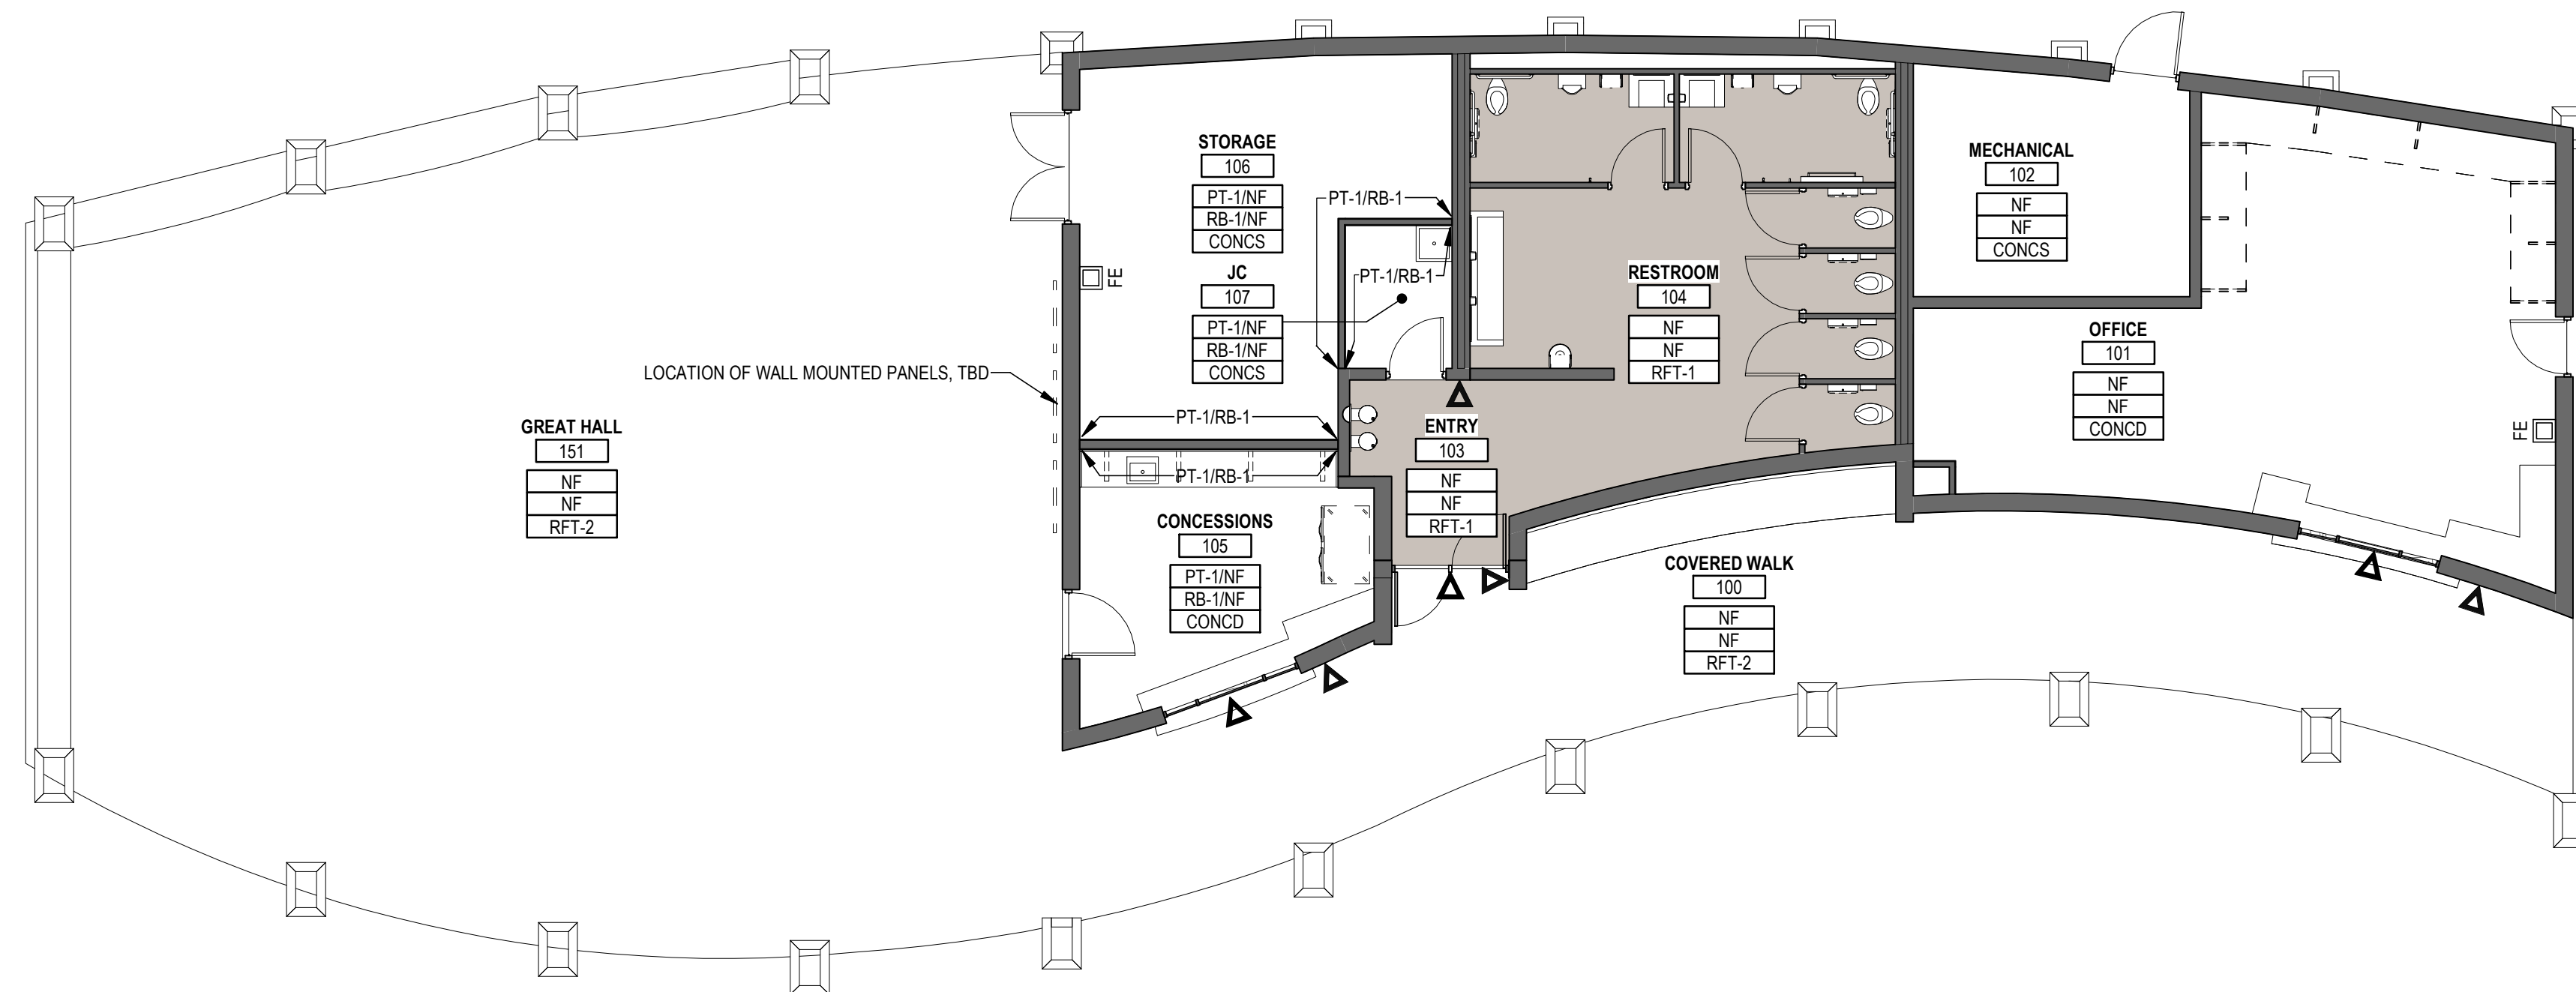 STORAGE
106
PT-1/NF
RB-1/NF
CONCS
JC
107
PT-1/NF
RB-1/NF
CONCS
PT-1/RB-1
PT-1/RB-1
FE
LOCATION OF WALL MOUNTED PANELS, TBD
GREAT HALL
151
NF
NF
RFT-2
PT-1/RB-1
PT-1/RB-1
CONCESSIONS
105
PT-1/NF
RB-1/NF
CONCD
ENTRY
103
NF
NF
RFT-1
RESTROOM
104
NF
NF
RFT-1
MECHANICAL
102
NF
NF
CONCS
OFFICE
101
NF
NF
CONCD
FE
COVERED WALK
100
NF
NF
RFT-2